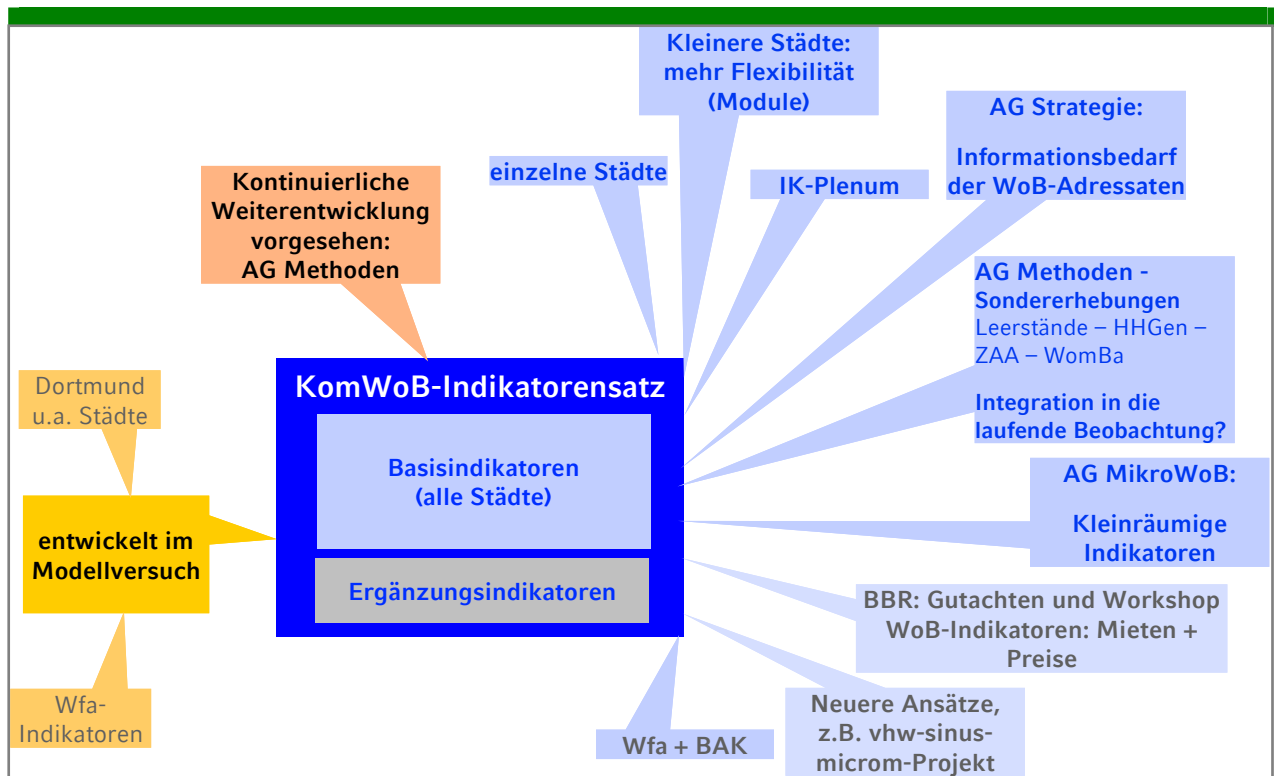 Kleinere Städte:
mehr Flexibilität
(Module)
AG Strategie:
Informationsbedarf
der WoB-Adressaten
einzelne Städte
IK-Plenum
Kontinuierliche
Weiterentwicklung
vorgesehen:
AG Methoden
AG Methoden -
Sondererhebungen
Leerstände – HHGen –
ZAA – WomBa
Integration in die
laufende Beobachtung?
Dortmund
u.a. Städte
KomWoB-Indikatorensatz
Basisindikatoren
(alle Städte)
Ergänzungsindikatoren
entwickelt im
Modellversuch
AG MikroWoB:
Kleinräumige
Indikatoren
BBR: Gutachten und Workshop
WoB-Indikatoren: Mieten +
Preise
Wfa-
Indikatoren
Wfa + BAK
Neuere Ansätze,
z.B. vhw-sinus-
microm-Projekt